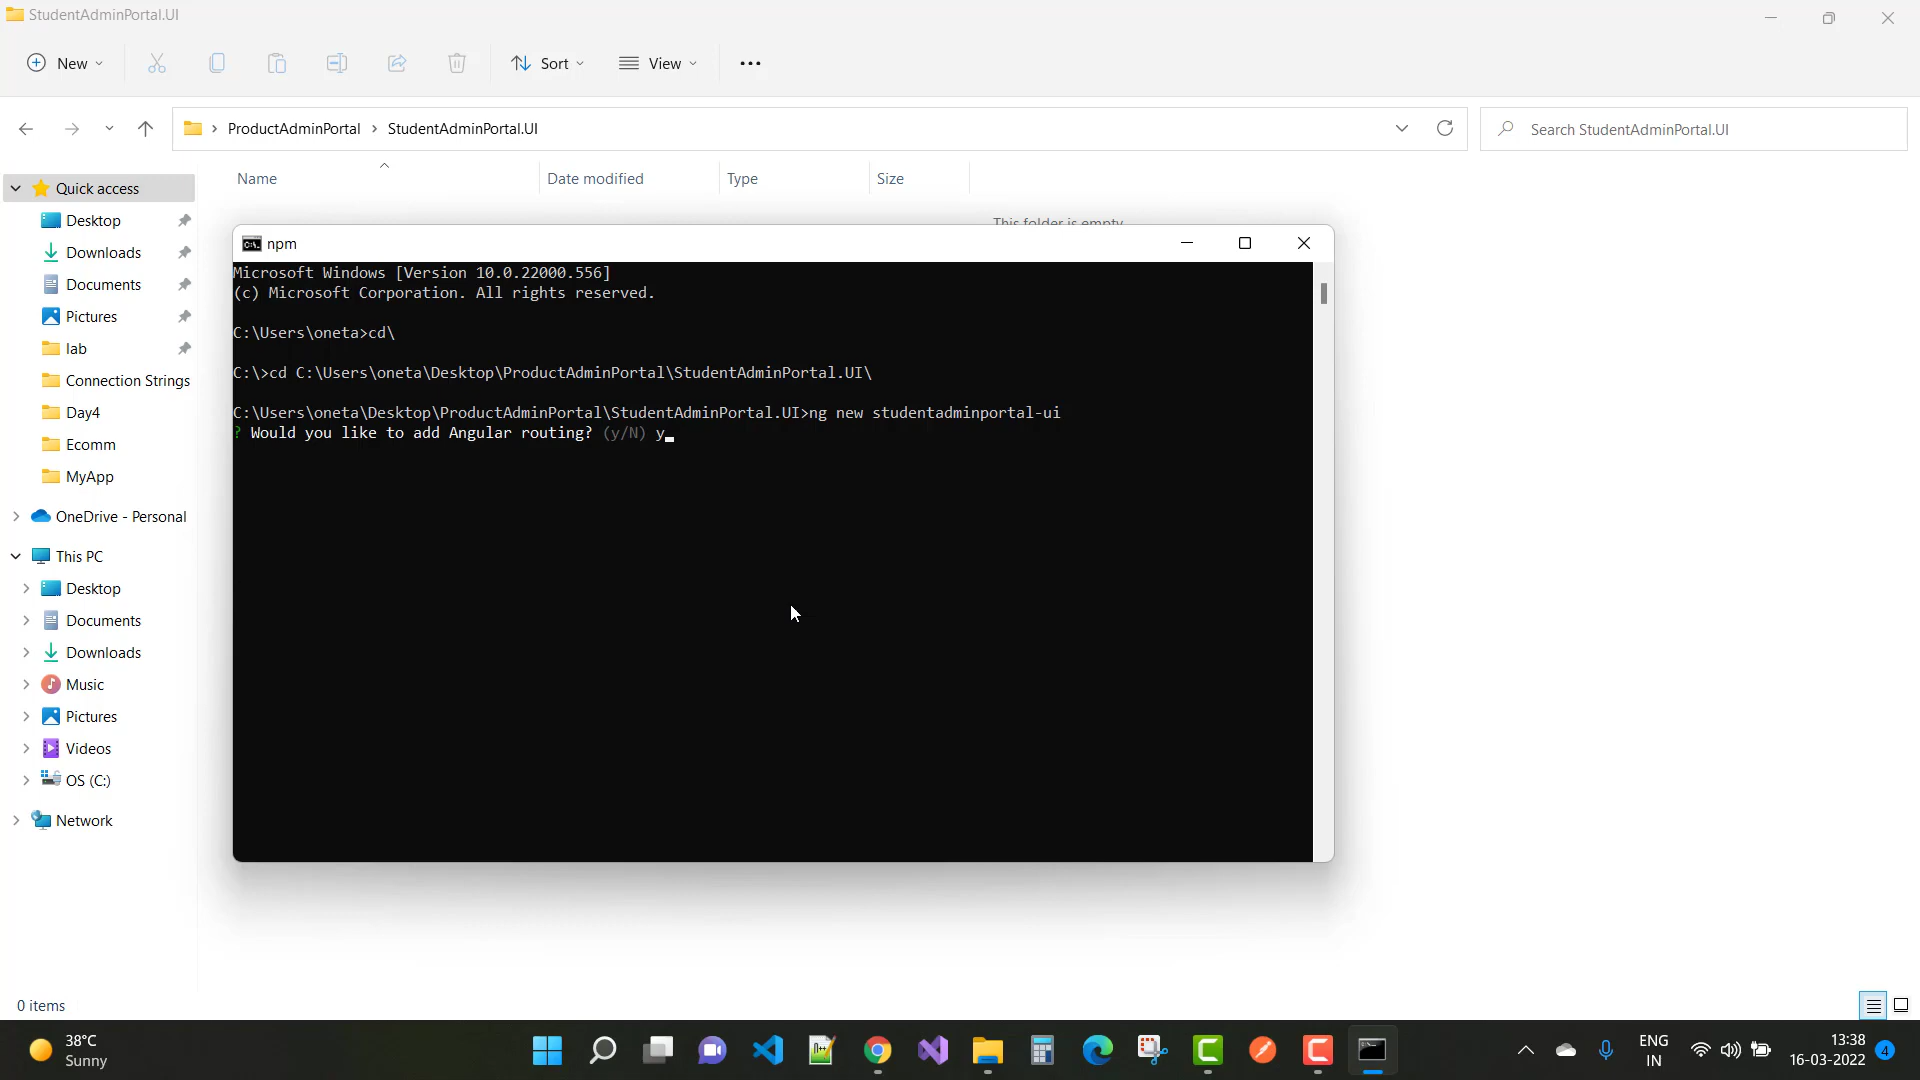 StudentAdminPortal.UI
New
Sort
View
ProductAdminPortal > StudentAdminPortal.UI
Search StudentAdminPortal.UI
Name Date modified Type Size
This folder is empty
Quick access
Desktop
Downloads
Documents
Pictures
lab
Connection Strings
Day4
Ecomm
MyApp
OneDrive - Personal
This PC
Desktop
Documents
Downloads
Music
Pictures
Videos
OS (C:)
Network
npm
Microsoft Windows [Version 10.0.22000.556]
(c) Microsoft Corporation. All rights reserved.
C:\Users\oneta>cd\
C:\>cd C:\Users\oneta\Desktop\ProductAdminPortal\StudentAdminPortal.UI\
C:\Users\oneta\Desktop\ProductAdminPortal\StudentAdminPortal.UI>ng new studentadminportal-ui
? Would you like to add Angular routing? (y/N) y
0 items
38°C
Sunny
ENG
IN
13:38
16-03-2022
4